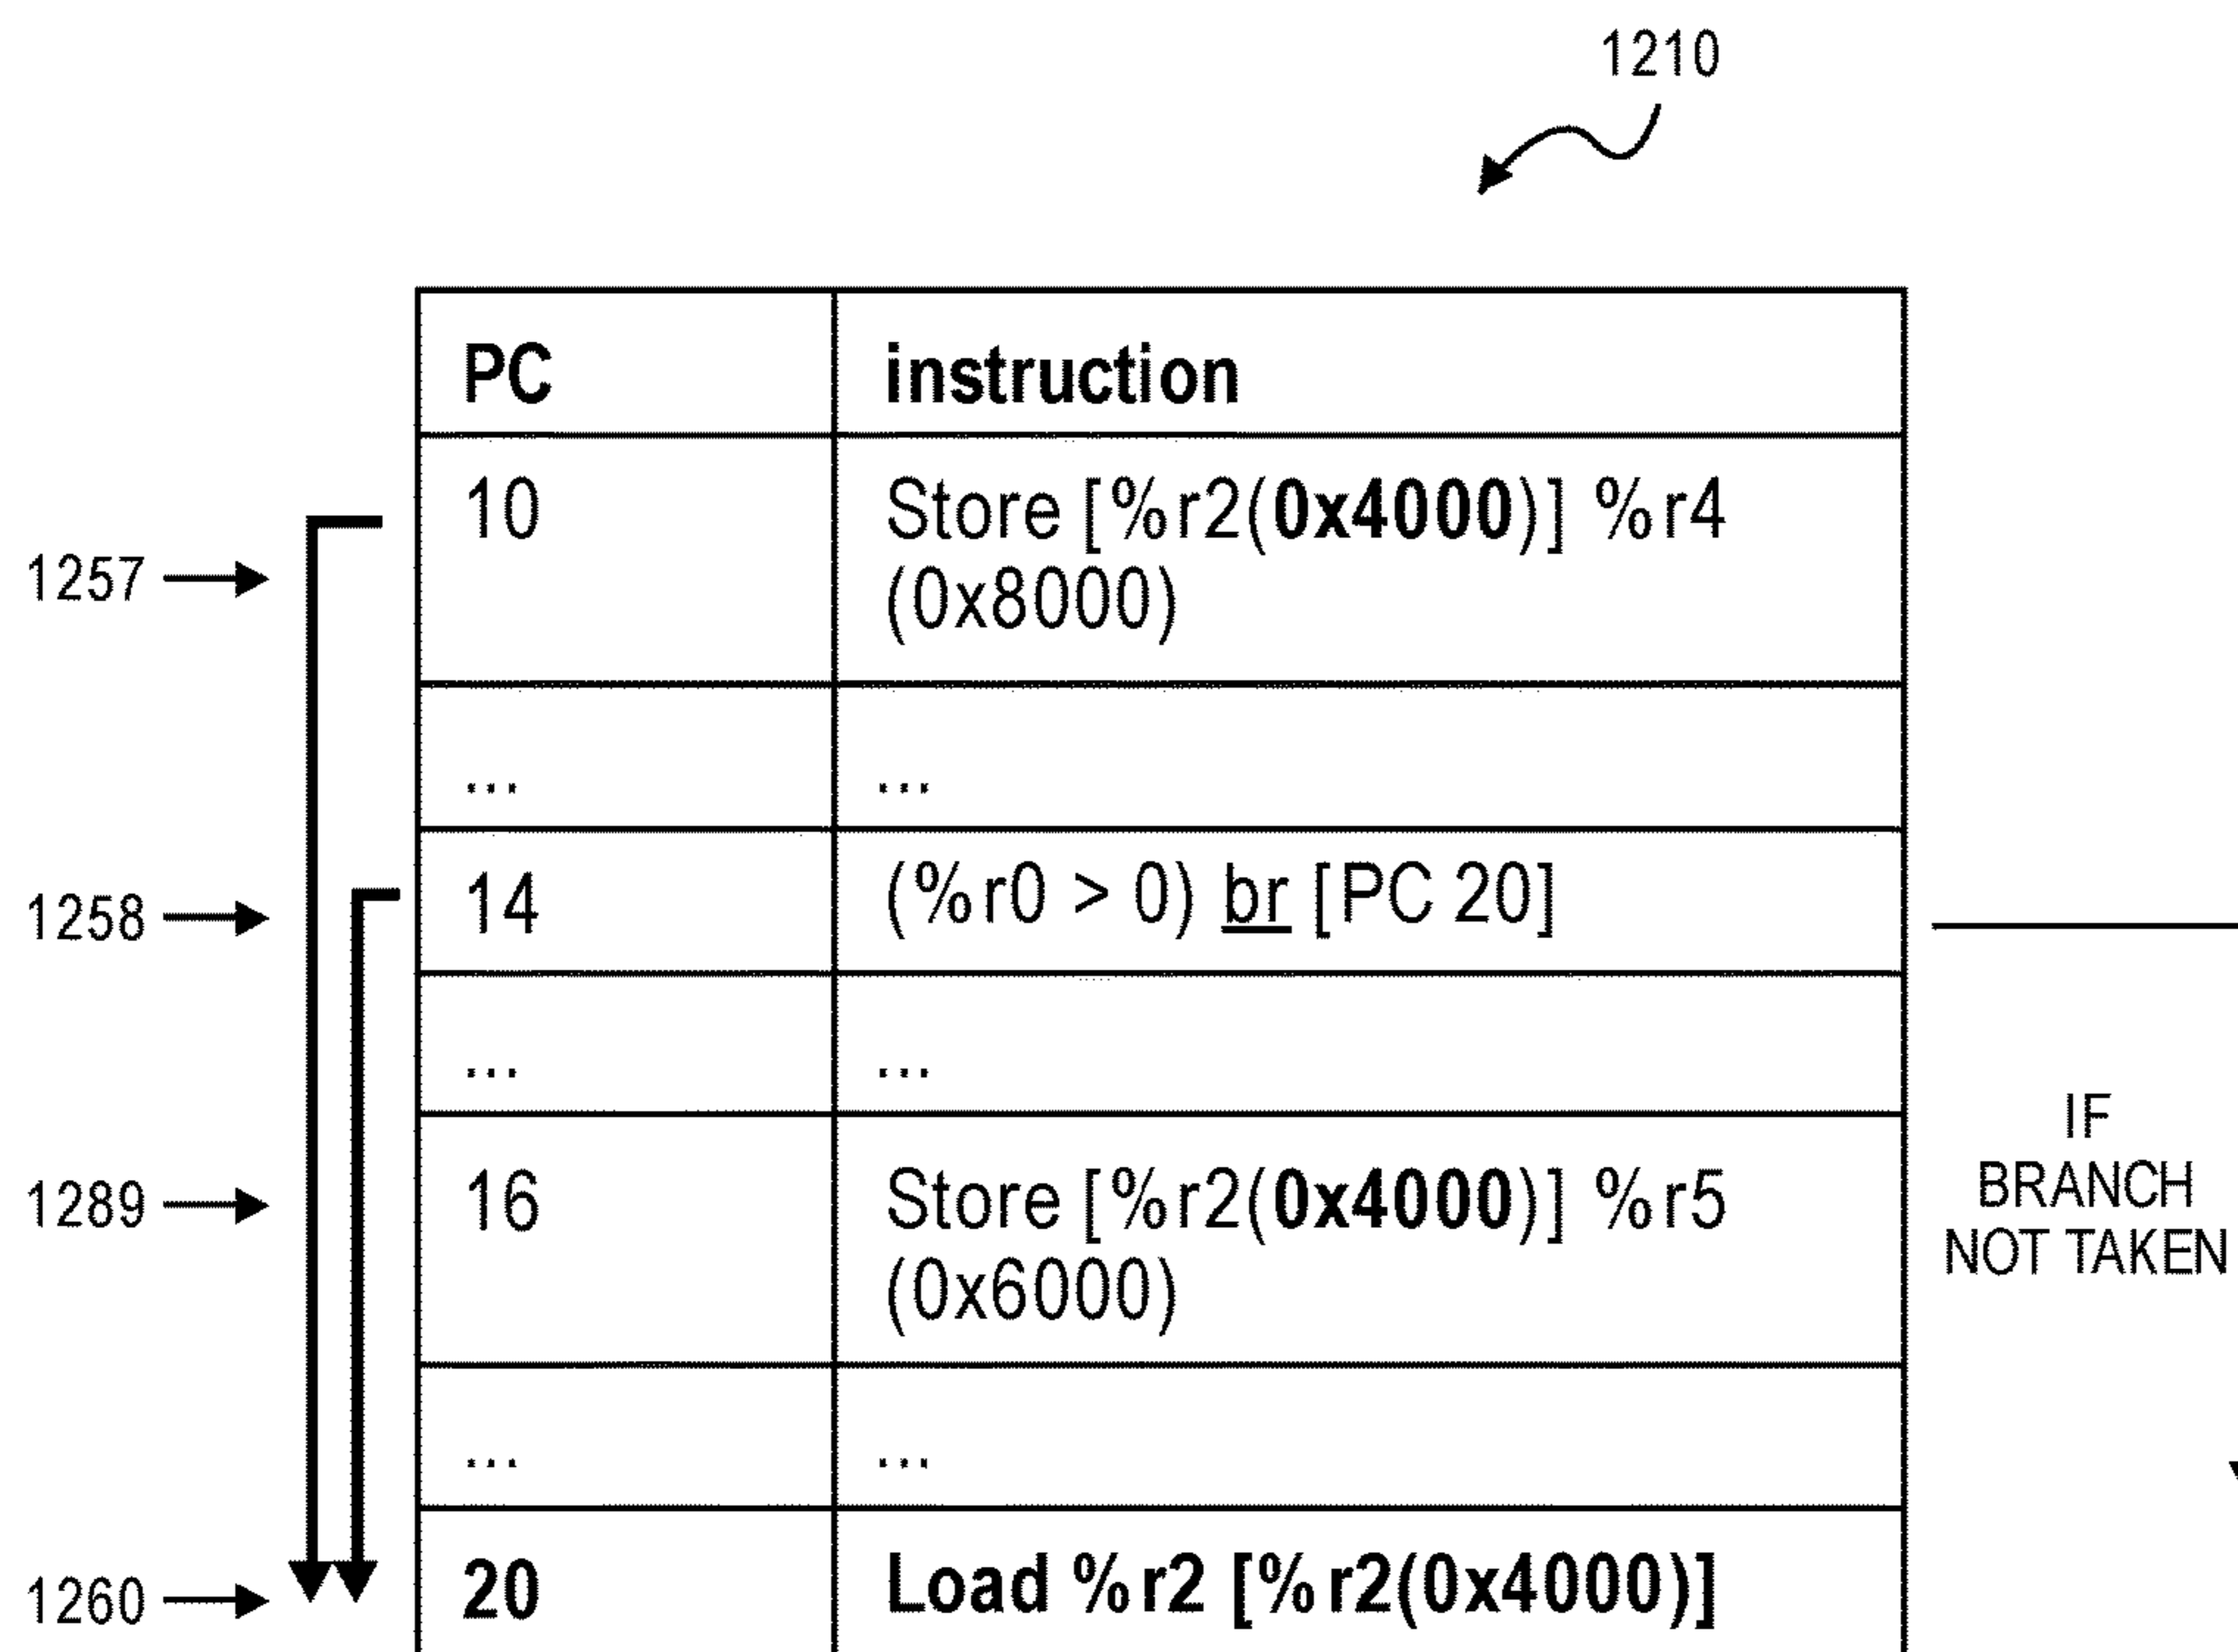 1210
PC instruction
10 Store [%r2(0x4000)] %r4
(0x8000)
1257
... ...
1258 14 (%r0 > 0) br [PC 20]
... ...
IF
BRANCH
NOT TAKEN
1289 16 Store [%r2(0x4000)] %r5
(0x6000)
... ...
1260 20 Load %r2 [%r2(0x4000)]